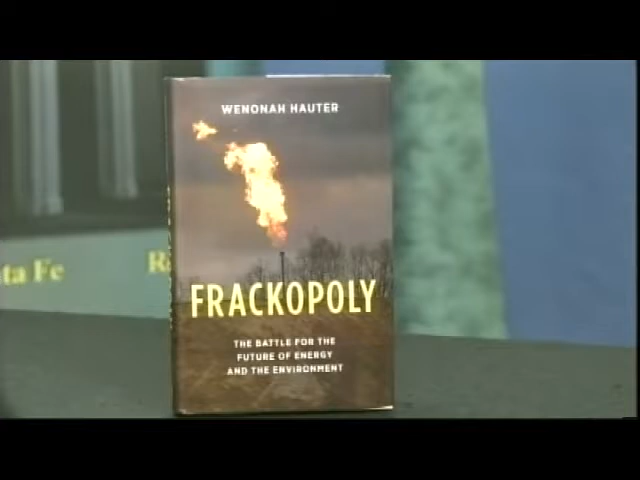 WENONAH HAUTER
FRACKOPOLY
THE BATTLE FOR THE
FUTURE OF ENERGY
AND THE ENVIRONMENT
ta Fe